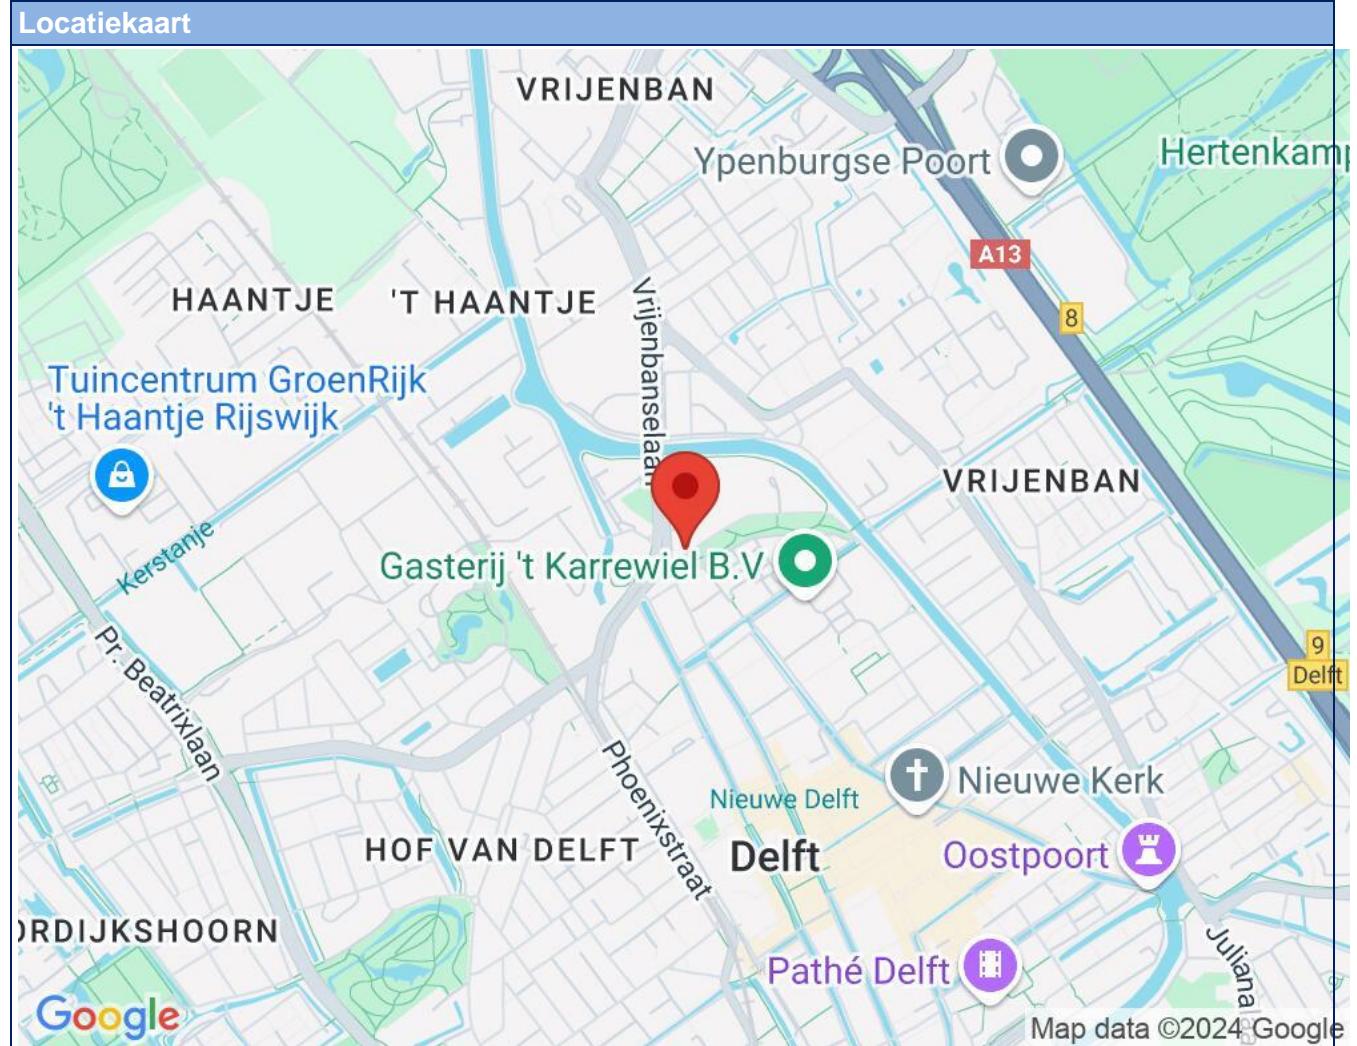 Locatiekaart
VRIJENBAN
Ypenburgse Poort
Hertenkamp
A13
HAANTJE
'T HAANTJE
Vrijenbanselaan
8
Tuincentrum GroenRijk
't Haantje Rijswijk
VRIJENBAN
Kerstanje
Gasterij 't Karrewiel B.V
9
Delft
Pr. Beatrixlaan
Phoenixstraat
Nieuwe Kerk
Nieuwe Delft
HOF VAN DELFT
Delft
Oostpoort
ORDIJKSHOORN
Julianalaan
Pathé Delft
Google
Map data ©2024 Google